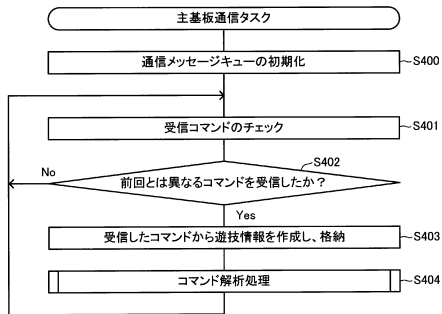 主基板通信タスク
通信メッセージキューの初期化
S400
受信コマンドのチェック
S401
S402
前回とは異なるコマンドを受信したか？
No
Yes
受信したコマンドから遊技情報を作成し、格納
S403
コマンド解析処理
S404